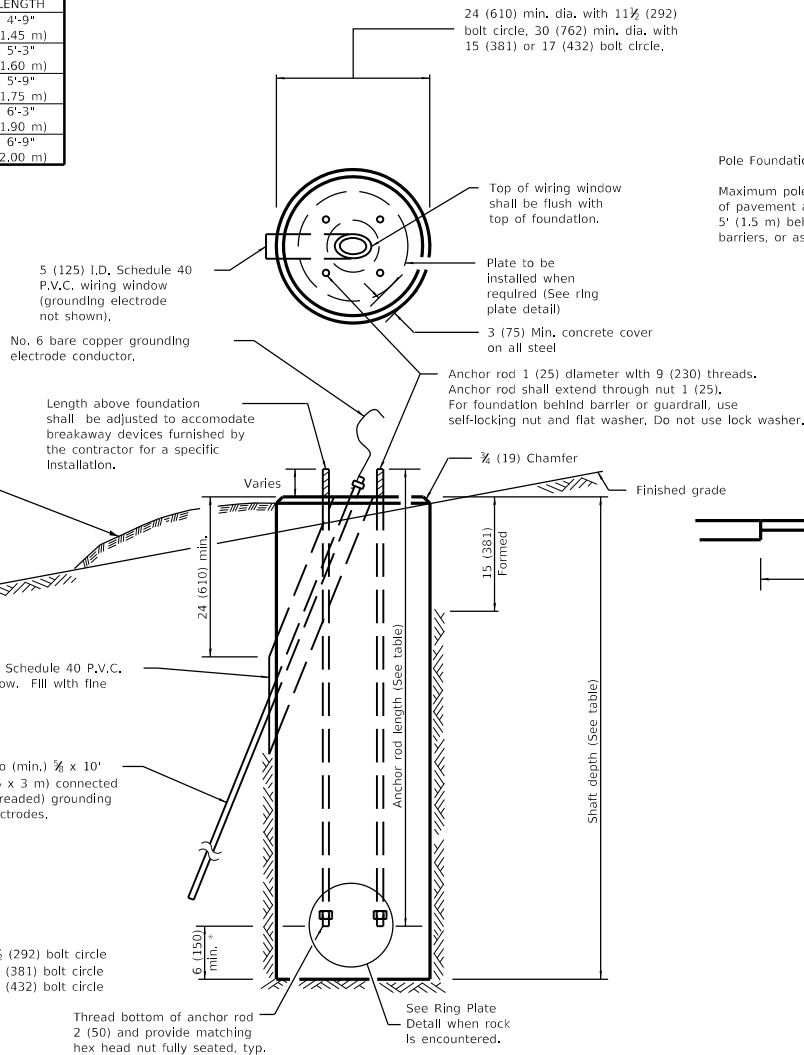 LENGTH
4'-9"
1.45 m)
5'-3"
1.60 m)
5'-9"
1.75 m)
6'-3"
1.90 m)
6'-9"
2.00 m)
24 (610) min. dia. with 11½ (292)
bolt circle, 30 (762) min. dia. with
15 (381) or 17 (432) bolt circle.
Pole Foundation
Maximum pole
of pavement a
5' (1.5 m) beh
barriers, or as
Top of wiring window
shall be flush with
top of foundation.
5 (125) I.D. Schedule 40
P.V.C. wiring window
(grounding electrode
not shown).
Plate to be
installed when
required (See ring
plate detail)
3 (75) Min. concrete cover
on all steel
No. 6 bare copper grounding
electrode conductor.
Anchor rod 1 (25) diameter with 9 (230) threads.
Anchor rod shall extend through nut 1 (25).
For foundation behind barrier or guardrail, use
self-locking nut and flat washer. Do not use lock washer.
Length above foundation
shall be adjusted to accomodate
breakaway devices furnished by
the contractor for a specific
installation.
¾ (19) Chamfer
Varies
Finished grade
24 (610) min.
15 (381)
Formed
Anchor rod length (See table)
Shaft depth (See table)
Schedule 40 P.V.C.
ow. Fill with fine
o (min.) ⅝ x 10'
x 3 m) connected
readed) grounding
ctrodes.
6 (150)
min. *
(292) bolt circle
(381) bolt circle
(432) bolt circle
Thread bottom of anchor rod
2 (50) and provide matching
hex head nut fully seated, typ.
See Ring Plate
Detail when rock
is encountered.